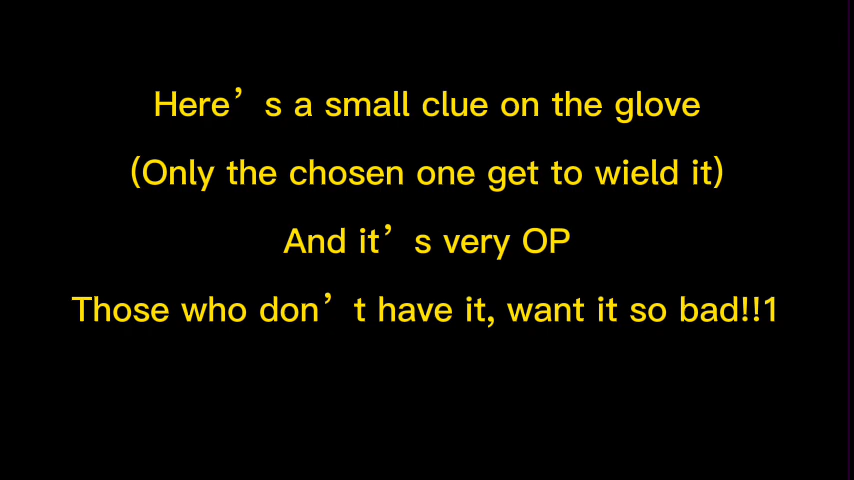 Here’s a small clue on the glove
(Only the chosen one get to wield it)
And it’s very OP
Those who don’t have it, want it so bad!!1